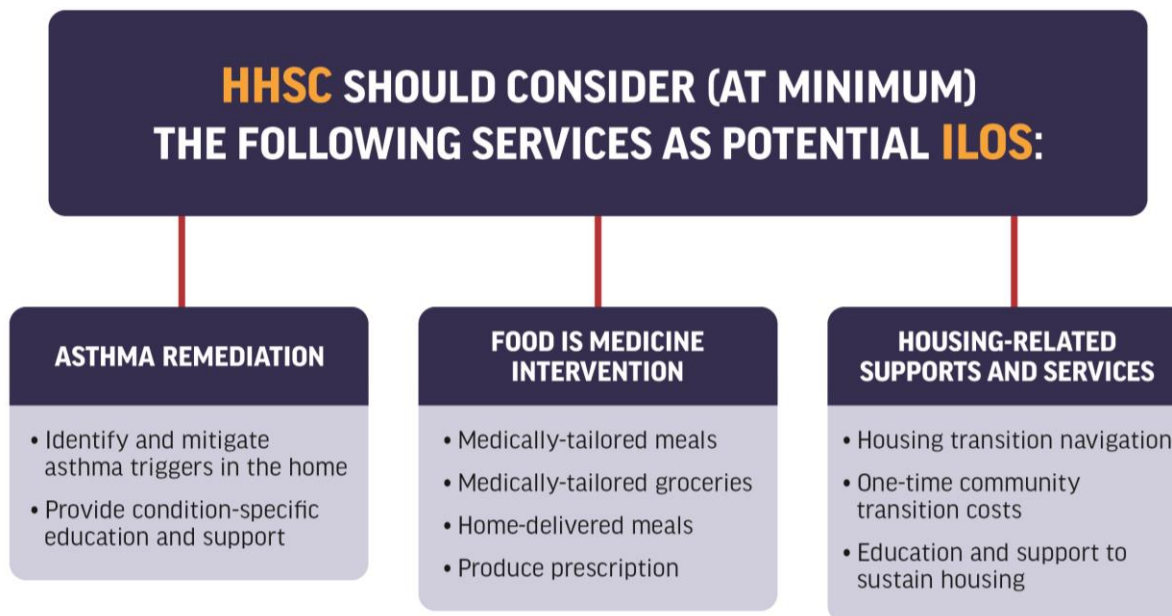 HHSC SHOULD CONSIDER (AT MINIMUM)
THE FOLLOWING SERVICES AS POTENTIAL ILOS:
ASTHMA REMEDIATION
• Identify and mitigate
asthma triggers in the home
• Provide condition-specific
education and support
FOOD IS MEDICINE
INTERVENTION
• Medically-tailored meals
• Medically-tailored groceries
• Home-delivered meals
• Produce prescription
HOUSING-RELATED
SUPPORTS AND SERVICES
• Housing transition navigation
• One-time community
transition costs
• Education and support to
sustain housing